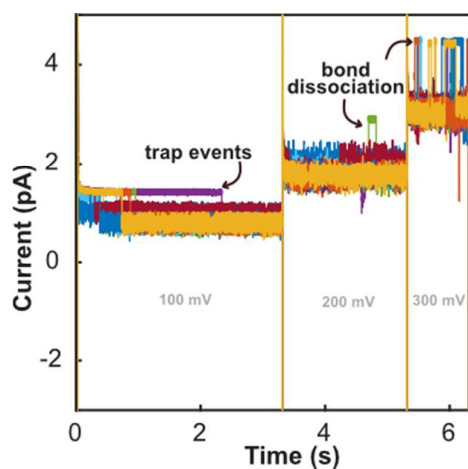 4
2
0
-2
Current (pA)
bond
dissociation
trap events
100 mV
200 mV
300 mV
0
2
4
6
Time (s)